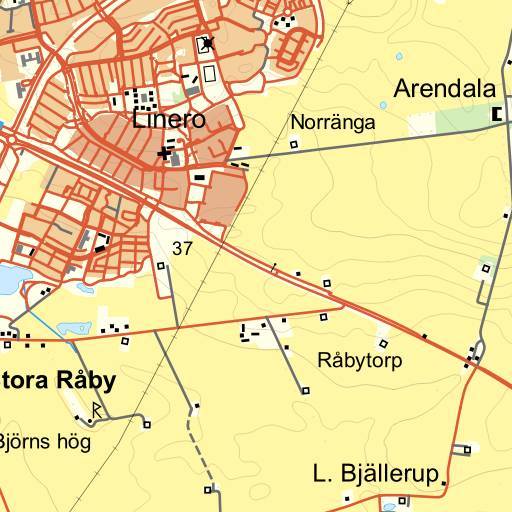 Arendala
Linero
Norränga
37
Råbytorp
tora Råby
Björns hög
L. Bjällerup